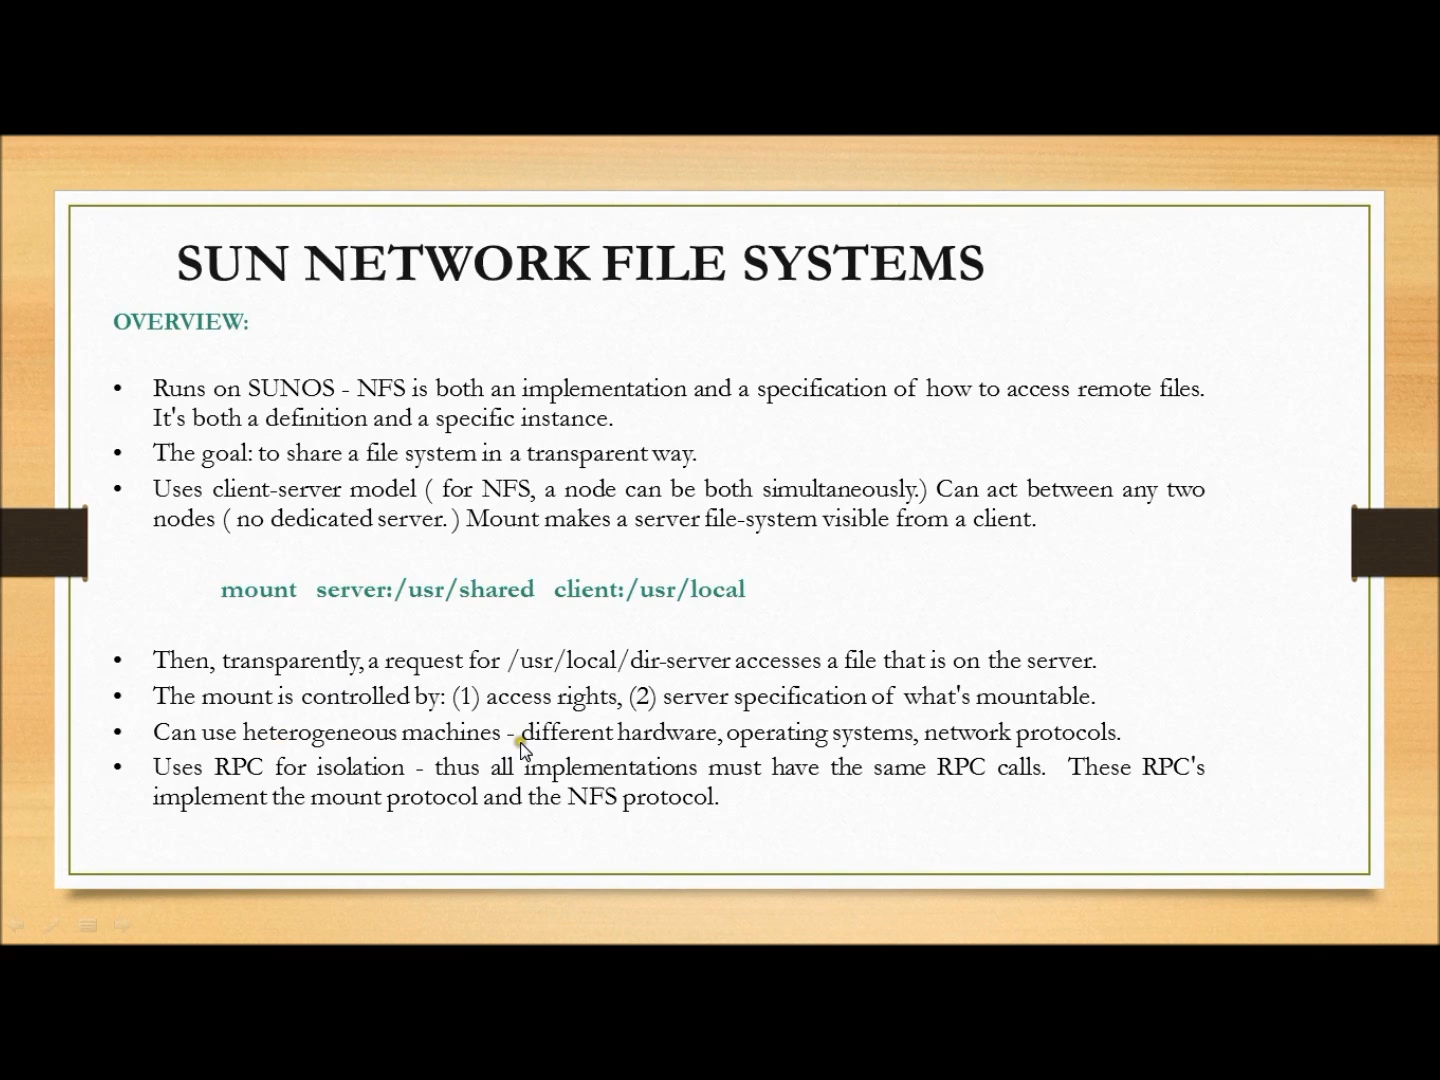 SUN NETWORK FILE SYSTEMS
OVERVIEW:
• Runs on SUNOS - NFS is both an implementation and a specification of how to access remote files.
It's both a definition and a specific instance.
• The goal: to share a file system in a transparent way.
• Uses client-server model ( for NFS, a node can be both simultaneously.) Can act between any two
nodes ( no dedicated server. ) Mount makes a server file-system visible from a client.
mount server:/usr/shared client:/usr/local
• Then, transparently, a request for /usr/local/dir-server accesses a file that is on the server.
• The mount is controlled by: (1) access rights, (2) server specification of what's mountable.
• Can use heterogeneous machines - different hardware, operating systems, network protocols.
• Uses RPC for isolation - thus all implementations must have the same RPC calls. These RPC's
implement the mount protocol and the NFS protocol.